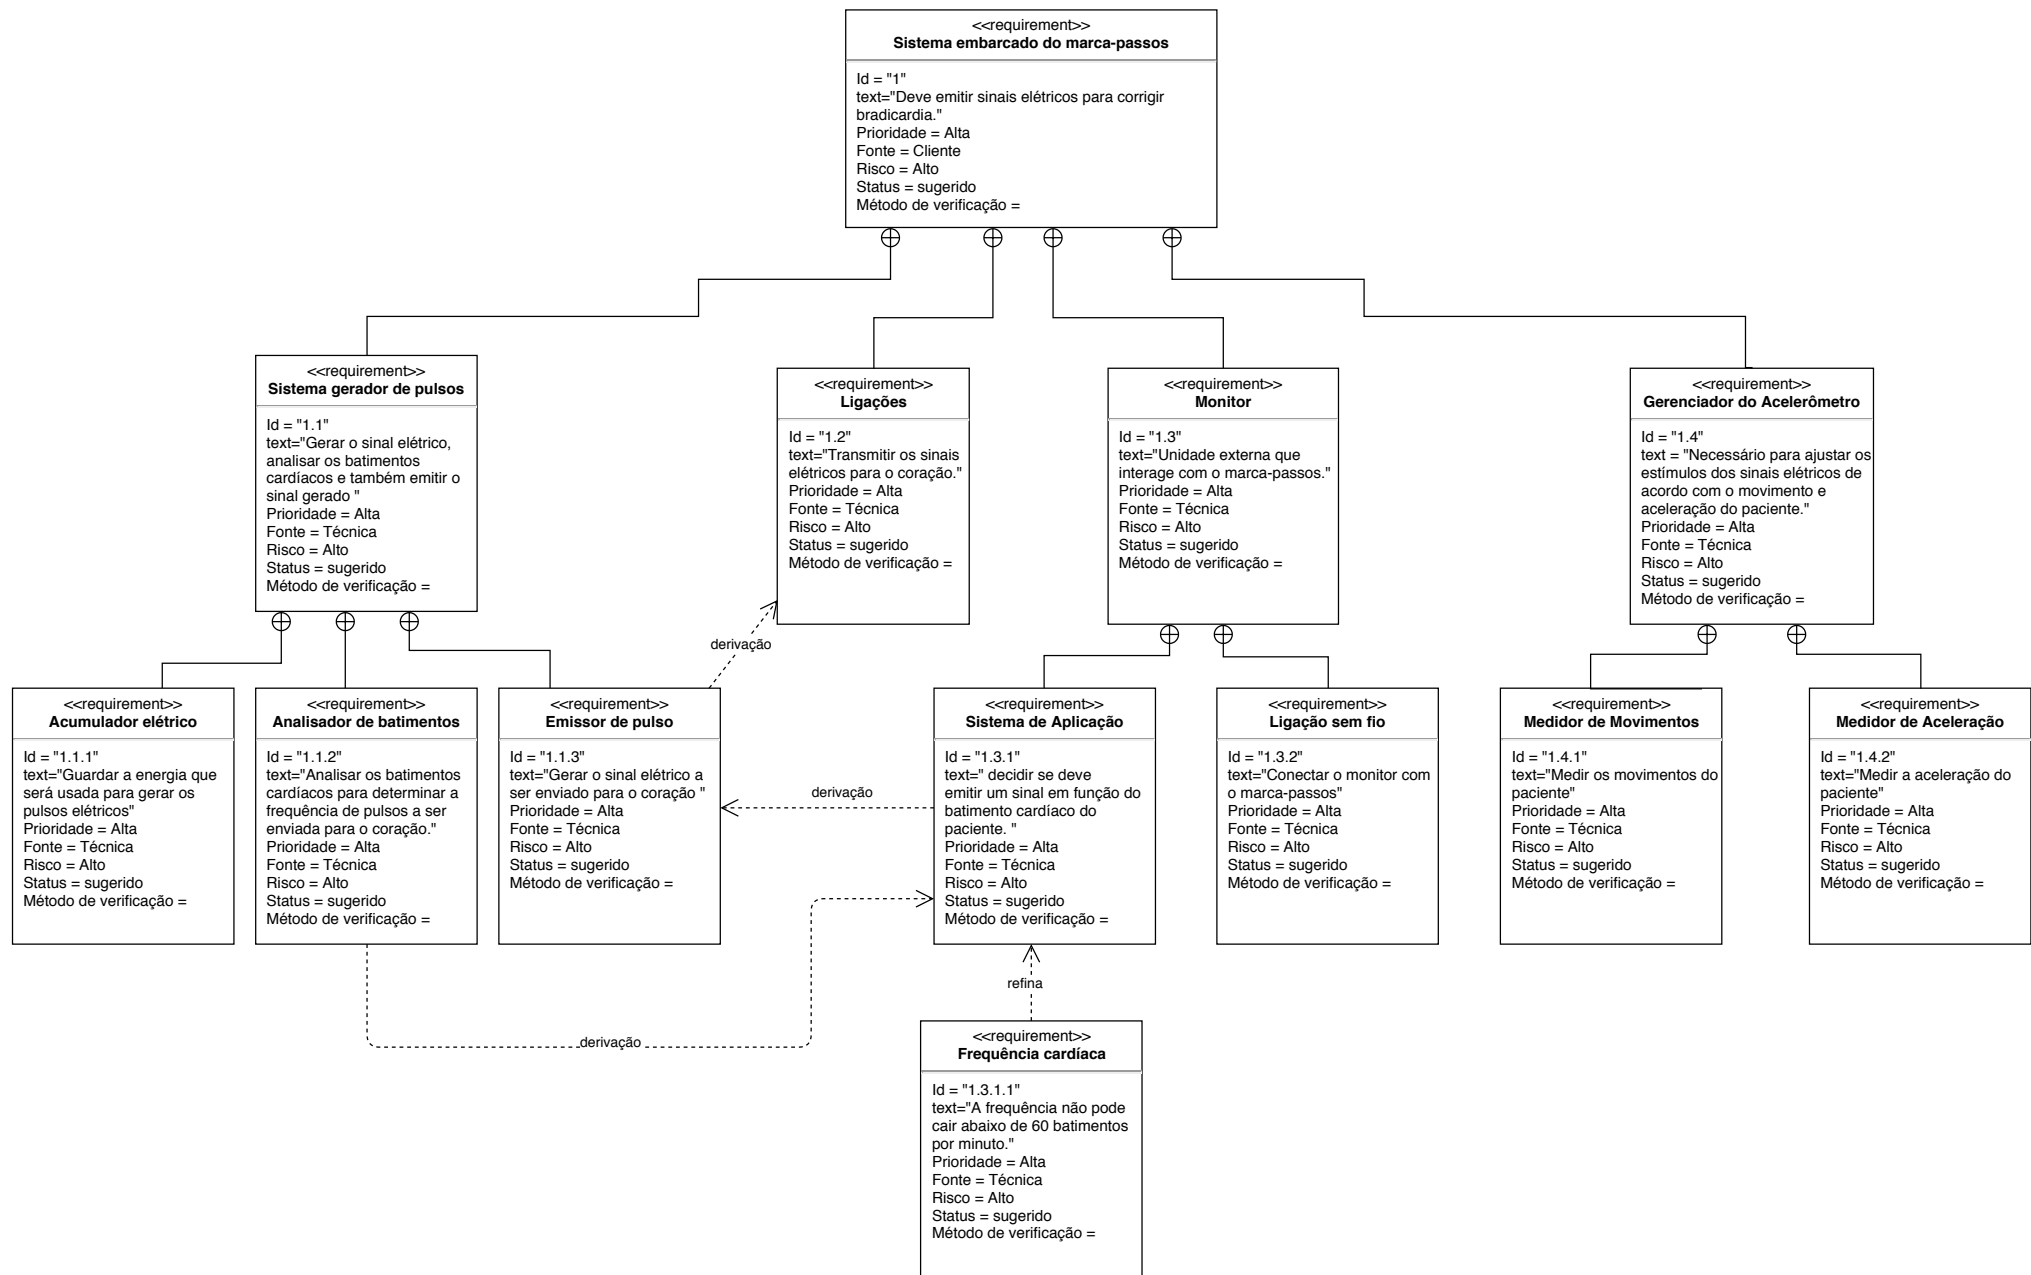 <<requirement>>
Sistema embarcado do marca-passos
Id = "1"
text="Deve emitir sinais elétricos para corrigir
bradicardia."
Prioridade = Alta
Fonte = Cliente
Risco = Alto
Status = sugerido
Método de verificação =
<<requirement>>
Sistema gerador de pulsos
Id = "1.1"
text="Gerar o sinal elétrico,
analisar os batimentos
cardíacos e também emitir o
sinal gerado "
Prioridade = Alta
Fonte = Técnica
Risco = Alto
Status = sugerido
Método de verificação =
<<requirement>>
Ligações
Id = "1.2"
text="Transmitir os sinais
elétricos para o coração."
Prioridade = Alta
Fonte = Técnica
Risco = Alto
Status = sugerido
Método de verificação =
<<requirement>>
Monitor
Id = "1.3"
text="Unidade externa que
interage com o marca-passos."
Prioridade = Alta
Fonte = Técnica
Risco = Alto
Status = sugerido
Método de verificação =
<<requirement>>
Gerenciador do Acelerômetro
Id = "1.4"
text = "Necessário para ajustar os
estímulos dos sinais elétricos de
acordo com o movimento e
aceleração do paciente."
Prioridade = Alta
Fonte = Técnica
Risco = Alto
Status = sugerido
Método de verificação =
derivação
<<requirement>>
Acumulador elétrico
Id = "1.1.1"
text="Guardar a energia que
será usada para gerar os
pulsos elétricos"
Prioridade = Alta
Fonte = Técnica
Risco = Alto
Status = sugerido
Método de verificação =
<<requirement>>
Analisador de batimentos
Id = "1.1.2"
text="Analisar os batimentos
cardíacos para determinar a
frequência de pulsos a ser
enviada para o coração."
Prioridade = Alta
Fonte = Técnica
Risco = Alto
Status = sugerido
Método de verificação =
<<requirement>>
Emissor de pulso
Id = "1.1.3"
text="Gerar o sinal elétrico a
ser enviado para o coração "
Prioridade = Alta
Fonte = Técnica
Risco = Alto
Status = sugerido
Método de verificação =
derivação
<<requirement>>
Sistema de Aplicação
Id = "1.3.1"
text=" decidir se deve
emitir um sinal em função do
batimento cardíaco do
paciente. "
Prioridade = Alta
Fonte = Técnica
Risco = Alto
Status = sugerido
Método de verificação =
<<requirement>>
Ligação sem fio
Id = "1.3.2"
text="Conectar o monitor com
o marca-passos"
Prioridade = Alta
Fonte = Técnica
Risco = Alto
Status = sugerido
Método de verificação =
<<requirement>>
Medidor de Movimentos
Id = "1.4.1"
text="Medir os movimentos do
paciente"
Prioridade = Alta
Fonte = Técnica
Risco = Alto
Status = sugerido
Método de verificação =
<<requirement>>
Medidor de Aceleração
Id = "1.4.2"
text="Medir a aceleração do
paciente"
Prioridade = Alta
Fonte = Técnica
Risco = Alto
Status = sugerido
Método de verificação =
refina
derivação
<<requirement>>
Frequência cardíaca
Id = "1.3.1.1"
text="A frequência não pode
cair abaixo de 60 batimentos
por minuto."
Prioridade = Alta
Fonte = Técnica
Risco = Alto
Status = sugerido
Método de verificação =